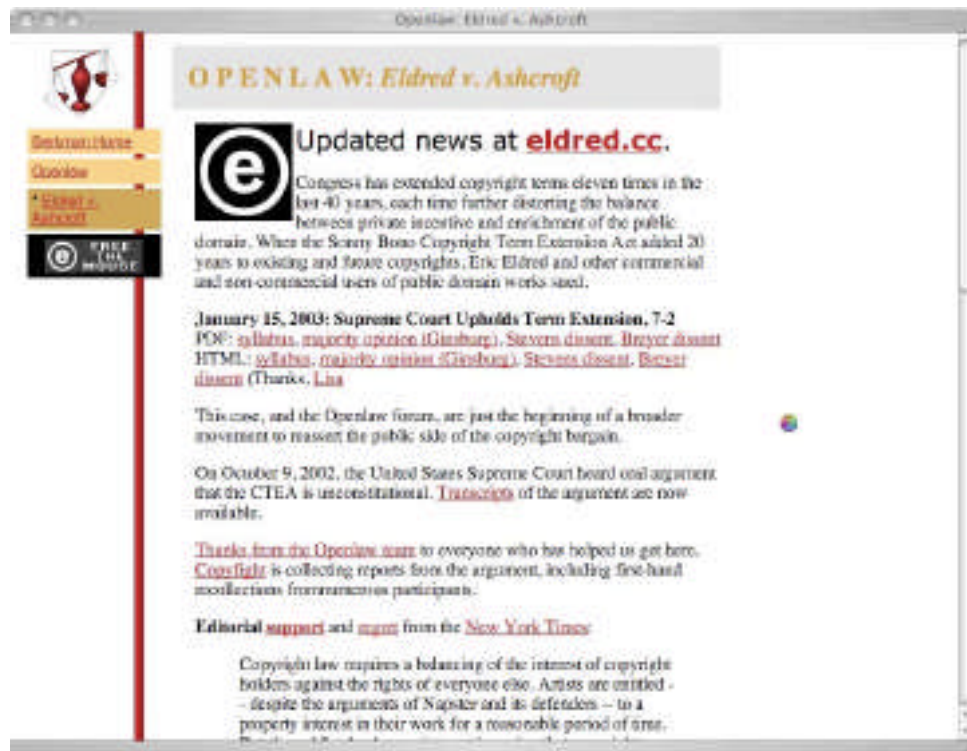 Openlaw: Eldred v. Ashcroft
OPENLAW: Eldred v. Ashcroft
Berkman Home
Openlaw
* Eldred v.
Ashcroft
e FREE
THE
MOUSE
e
Updated news at eldred.cc.
Congress has extended copyright terms eleven times in the
last 40 years, each time further distorting the balance
between private incentive and enrichment of the public
domain. When the Sonny Bono Copyright Term Extension Act added 20
years to existing and future copyrights, Eric Eldred and other commercial
and non-commercial users of public domain works sued.
January 15, 2003: Supreme Court Upholds Term Extension, 7-2
PDF: syllabus, majority opinion (Ginsburg), Stevens dissent, Breyer dissent
HTML: syllabus, majority opinion (Ginsburg), Stevens dissent, Breyer
dissent (Thanks, Lisa
This case, and the Openlaw forum, are just the beginning of a broader
movement to reassert the public side of the copyright bargain.
On October 9, 2002, the United States Supreme Court heard oral argument
that the CTEA is unconstitutional. Transcripts of the argument are now
available.
Thanks from the Openlaw team to everyone who has helped us get here.
Copyfight is collecting reports from the argument, including first-hand
recollections from numerous participants.
Editorial support and regret from the New York Times:
Copyright law requires a balancing of the interest of copyright
holders against the rights of everyone else. Artists are entitled -
- despite the arguments of Napster and its defenders -- to a
property interest in their work for a reasonable period of time.